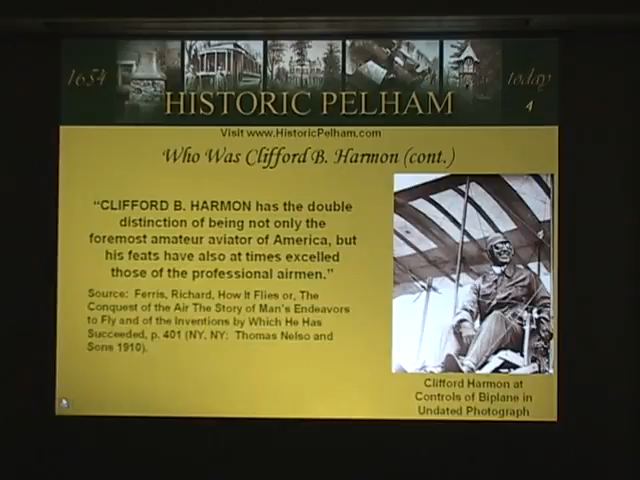 1654
today
HISTORIC PELHAM
4
Visit www.HistoricPelham.com
Who Was Clifford B. Harmon (cont.)
“CLIFFORD B. HARMON has the double
distinction of being not only the
foremost amateur aviator of America, but
his feats have also at times excelled
those of the professional airmen.”
Source: Ferris, Richard, How It Flies or, The
Conquest of the Air The Story of Man's Endeavors
to Fly and of the Inventions by Which He Has
Succeeded, p. 401 (NY, NY: Thomas Nelso and
Sons 1910).
Clifford Harmon at
Controls of Biplane in
Undated Photograph